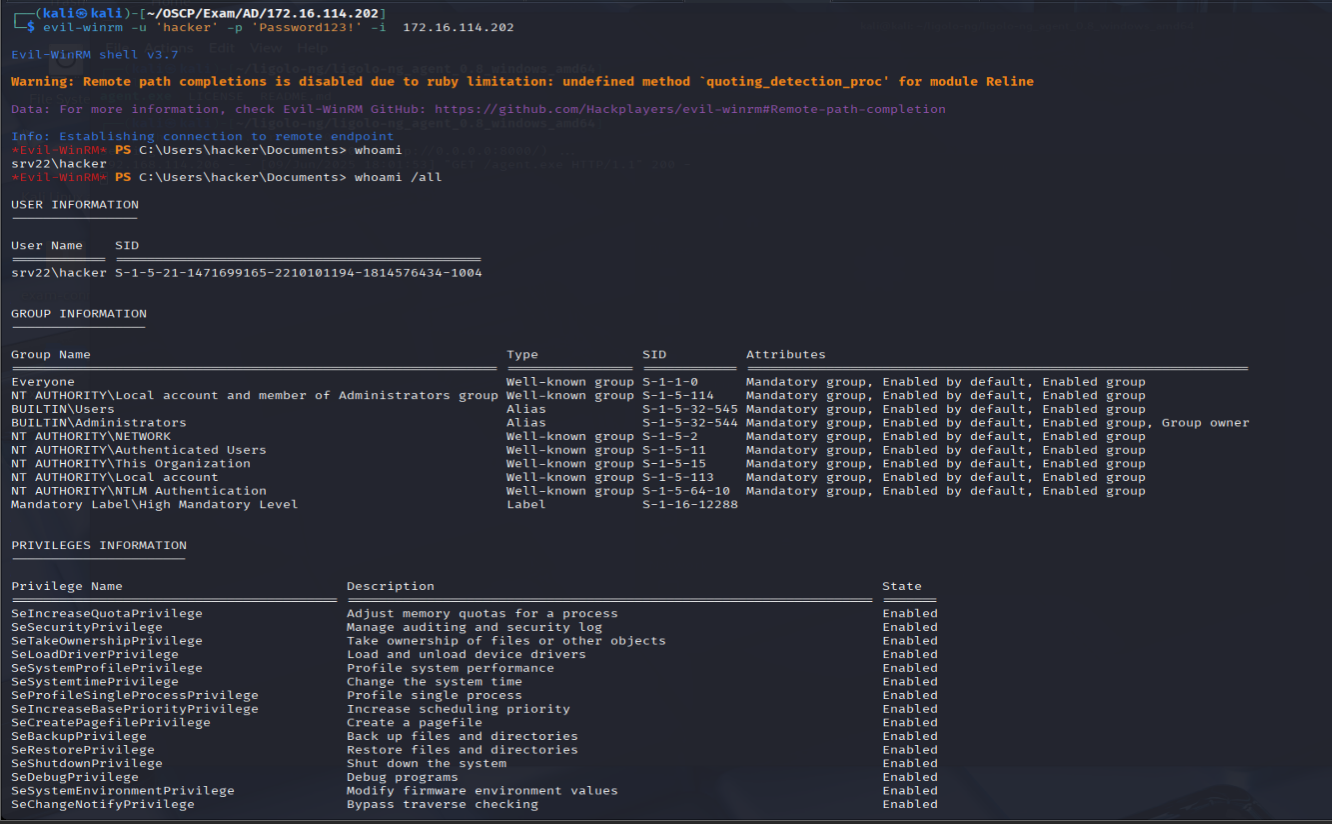 ┌──(kali㉿kali)-[~/OSCP/Exam/AD/172.16.114.202]
└─$ evil-winrm -u 'hacker' -p 'Password123!' -i  172.16.114.202
Evil-WinRM shell v3.7
Warning: Remote path completions is disabled due to ruby limitation: undefined method `quoting_detection_proc' for module Reline
Data: For more information, check Evil-WinRM GitHub: https://github.com/Hackplayers/evil-winrm#Remote-path-completion
Info: Establishing connection to remote endpoint
*Evil-WinRM* PS C:\Users\hacker\Documents> whoami
srv22\hacker
*Evil-WinRM* PS C:\Users\hacker\Documents> whoami /all
USER INFORMATION
User Name    SID
srv22\hacker S-1-5-21-1471699165-2210101194-1814576434-1004
GROUP INFORMATION
Group Name    Type    SID    Attributes
Everyone    Well-known group S-1-1-0    Mandatory group, Enabled by default, Enabled group
NT AUTHORITY\Local account and member of Administrators group Well-known group S-1-5-114    Mandatory group, Enabled by default, Enabled group
BUILTIN\Users    Alias    S-1-5-32-545 Mandatory group, Enabled by default, Enabled group
BUILTIN\Administrators    Alias    S-1-5-32-544 Mandatory group, Enabled by default, Enabled group, Group owner
NT AUTHORITY\NETWORK    Well-known group S-1-5-2    Mandatory group, Enabled by default, Enabled group
NT AUTHORITY\Authenticated Users    Well-known group S-1-5-11    Mandatory group, Enabled by default, Enabled group
NT AUTHORITY\This Organization    Well-known group S-1-5-15    Mandatory group, Enabled by default, Enabled group
NT AUTHORITY\Local account    Well-known group S-1-5-113    Mandatory group, Enabled by default, Enabled group
NT AUTHORITY\NTLM Authentication    Well-known group S-1-5-64-10  Mandatory group, Enabled by default, Enabled group
Mandatory Label\High Mandatory Level    Label    S-1-16-12288
PRIVILEGES INFORMATION
Privilege Name    Description    State
SeIncreaseQuotaPrivilege    Adjust memory quotas for a process    Enabled
SeSecurityPrivilege    Manage auditing and security log    Enabled
SeTakeOwnershipPrivilege    Take ownership of files or other objects    Enabled
SeLoadDriverPrivilege    Load and unload device drivers    Enabled
SeSystemProfilePrivilege    Profile system performance    Enabled
SeSystemtimePrivilege    Change the system time    Enabled
SeProfileSingleProcessPrivilege    Profile single process    Enabled
SeIncreaseBasePriorityPrivilege    Increase scheduling priority    Enabled
SeCreatePagefilePrivilege    Create a pagefile    Enabled
SeBackupPrivilege    Back up files and directories    Enabled
SeRestorePrivilege    Restore files and directories    Enabled
SeShutdownPrivilege    Shut down the system    Enabled
SeDebugPrivilege    Debug programs    Enabled
SeSystemEnvironmentPrivilege    Modify firmware environment values    Enabled
SeChangeNotifyPrivilege    Bypass traverse checking    Enabled